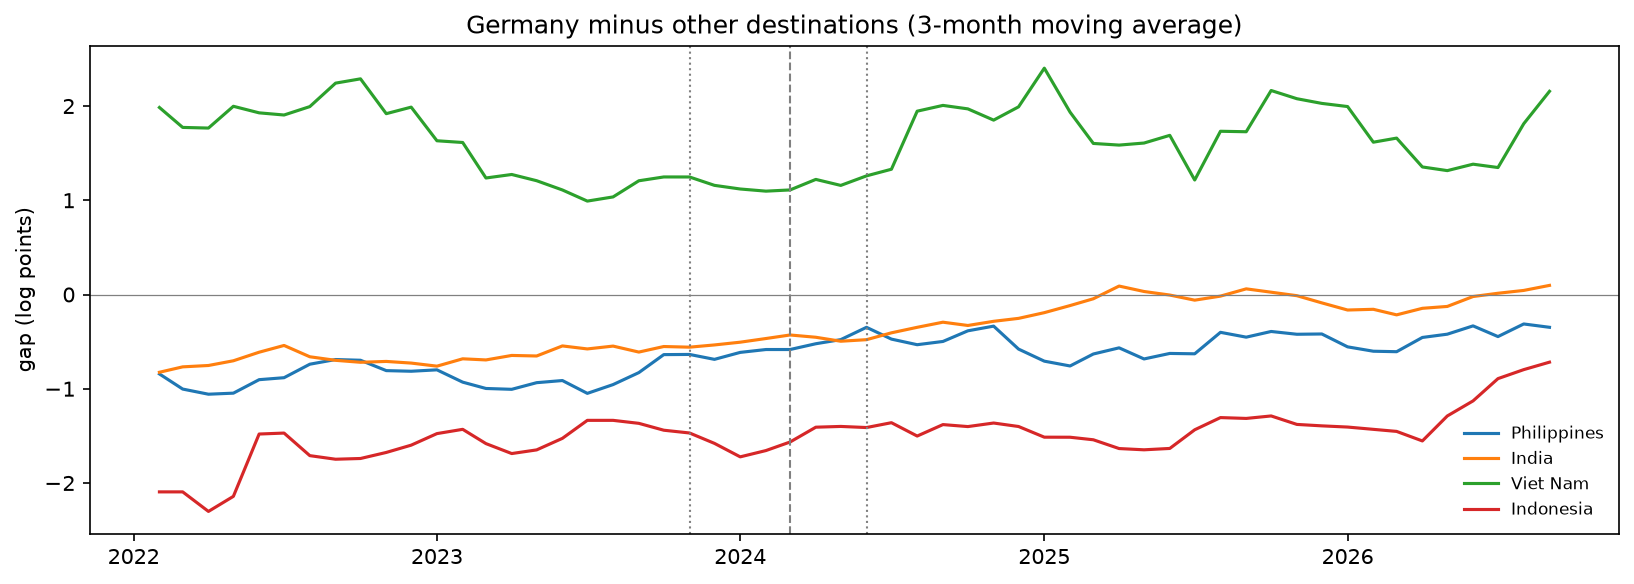 Germany minus other destinations (3-month moving average)
gap (log points)
2
1
0
−1
−2
Philippines
India
Viet Nam
Indonesia
2022 2023 2024 2025 2026